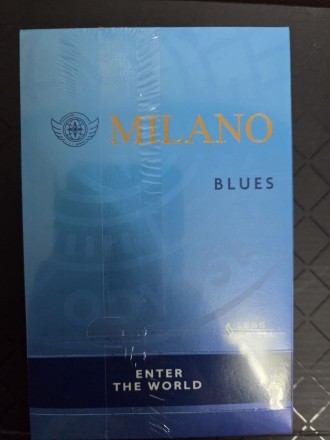 MILANO
BLUES
ENTER
THE WORLD